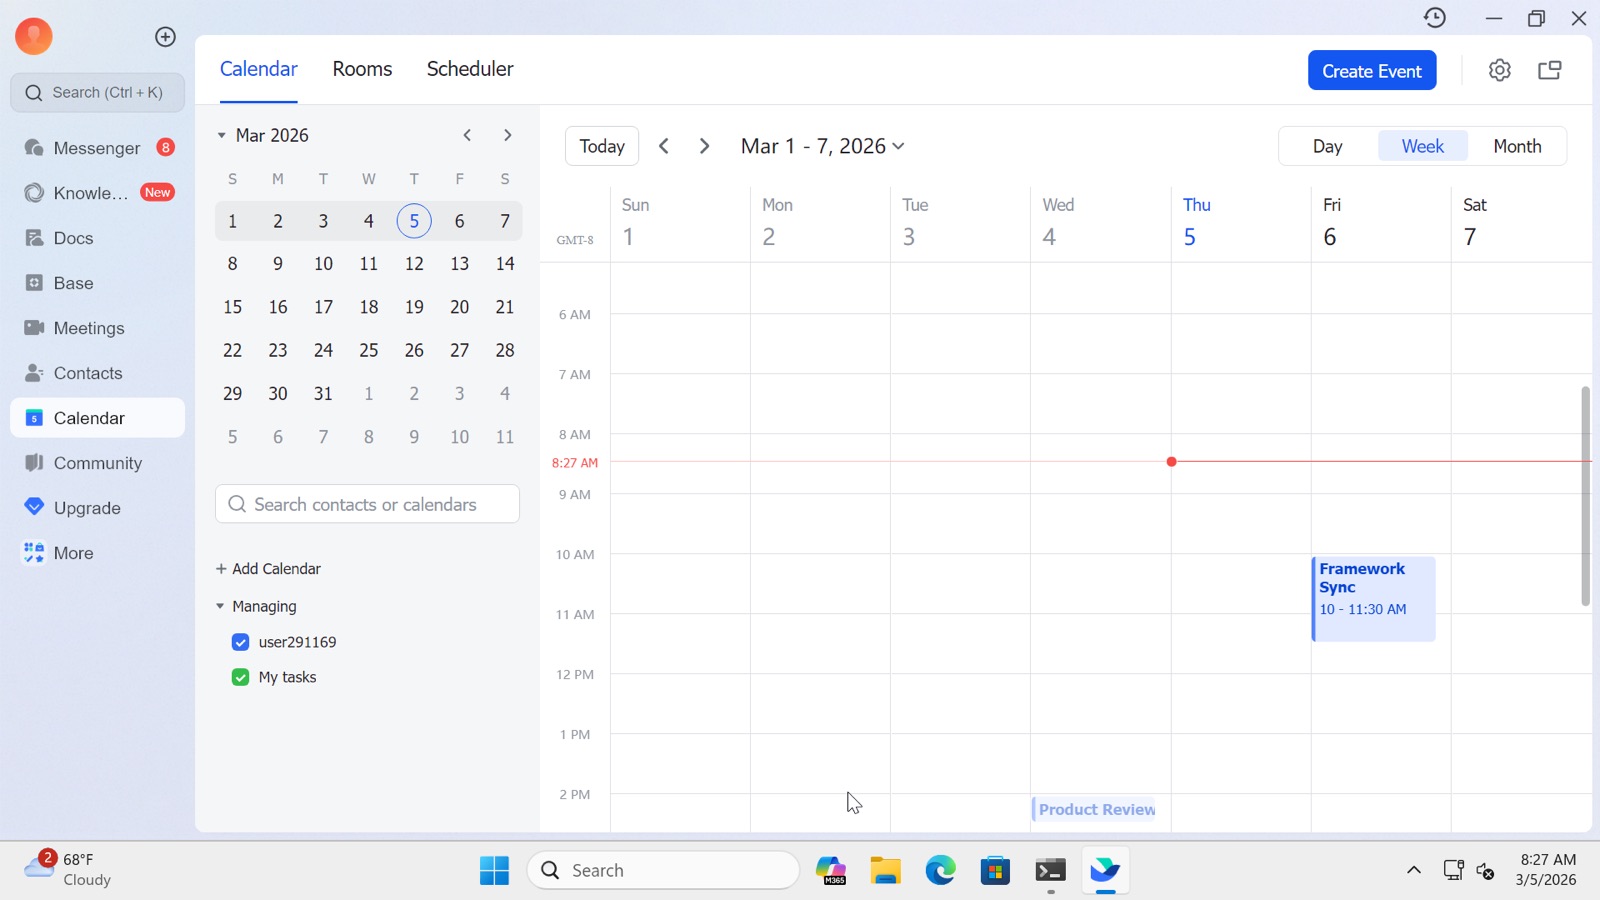 Search (Ctrl + K)
Messenger 8
Knowle... New
Docs
Base
Meetings
Contacts
5 Calendar
Community
Upgrade
More
Calendar Rooms Scheduler
Create Event
Mar 2026
S M T W T F S
1 2 3 4 5 6 7
8 9 10 11 12 13 14
15 16 17 18 19 20 21
22 23 24 25 26 27 28
29 30 31 1 2 3 4
5 6 7 8 9 10 11
Search contacts or calendars
+ Add Calendar
Managing
user291169
My tasks
Today Mar 1 - 7, 2026
Day Week Month
Sun Mon Tue Wed Thu Fri Sat
GMT-8 1 2 3 4 5 6 7
6 AM
7 AM
8 AM
8:27 AM
9 AM
10 AM
Framework
Sync
10 - 11:30 AM
11 AM
12 PM
1 PM
2 PM
Product Review
2 68°F
Cloudy
Search
M365
8:27 AM
3/5/2026